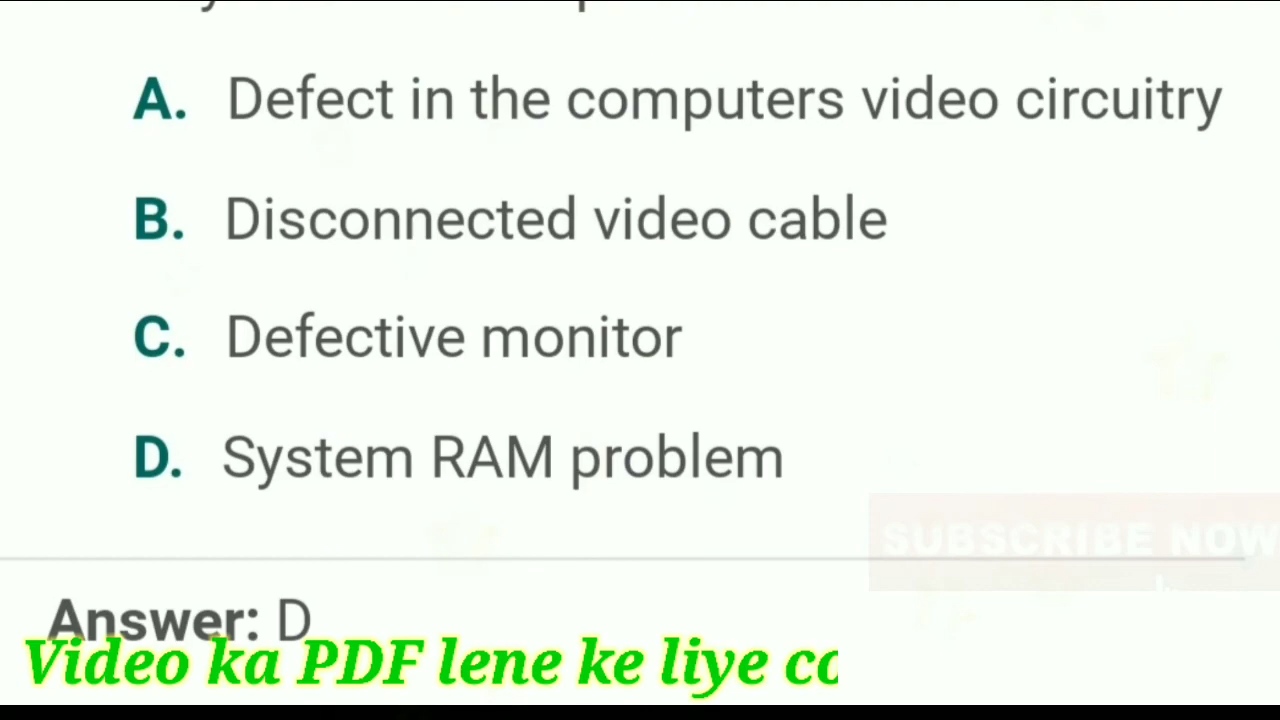 A. Defect in the computers video circuitry
B. Disconnected video cable
C. Defective monitor
D. System RAM problem
SUBSCRIBE NOW
Answer: D
Video ka PDF lene ke liye